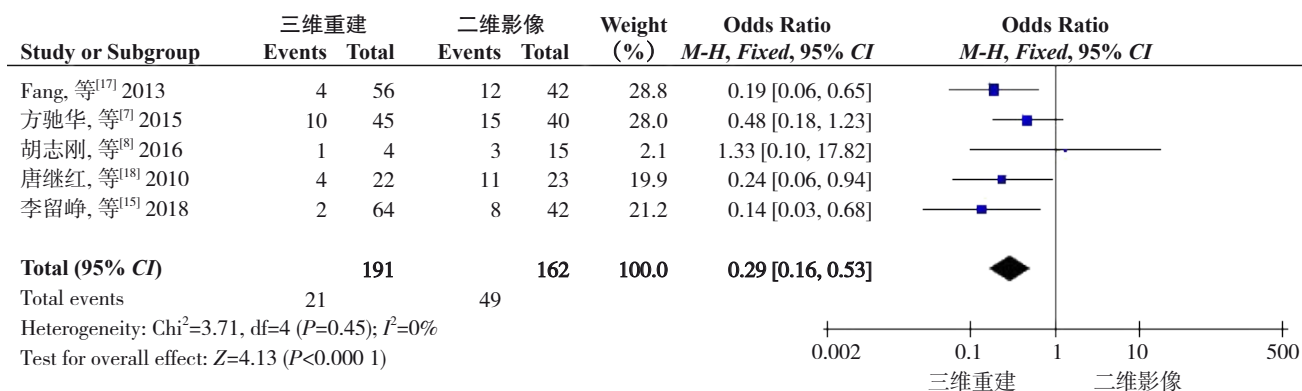 三维重建 二维影像 Weight Odds Ratio Odds Ratio
Study or Subgroup Events Total Events Total (%) M-H, Fixed, 95% CI M-H, Fixed, 95% CI
Fang, 等[17] 2013 4 56 12 42 28.8 0.19 [0.06, 0.65]
方驰华, 等[7] 2015 10 45 15 40 28.0 0.48 [0.18, 1.23]
胡志刚, 等[8] 2016 1 4 3 15 2.1 1.33 [0.10, 17.82]
唐继红, 等[18] 2010 4 22 11 23 19.9 0.24 [0.06, 0.94]
李留峥, 等[15] 2018 2 64 8 42 21.2 0.14 [0.03, 0.68]
Total (95% CI) 191 162 100.0 0.29 [0.16, 0.53]
Total events 21 49
Heterogeneity: Chi²=3.71, df=4 (P=0.45); I²=0%
Test for overall effect: Z=4.13 (P<0.000 1)
0.002 0.1 1 10 500
三维重建 二维影像